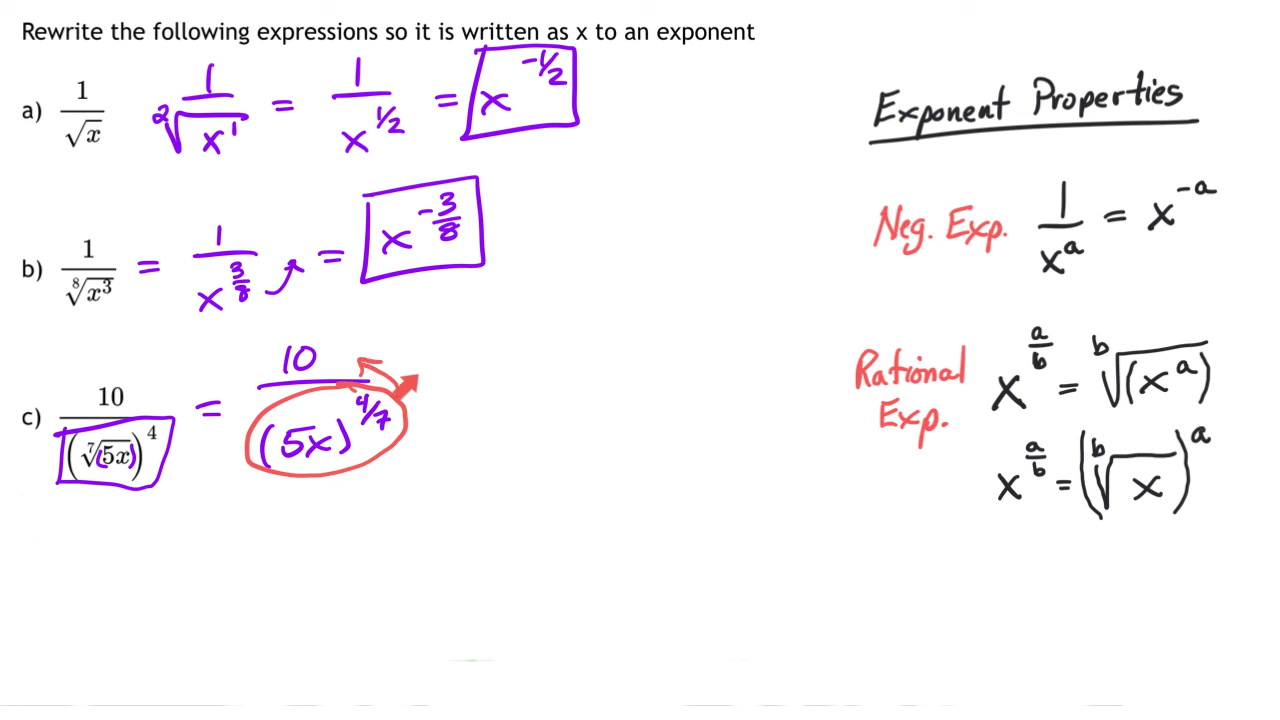 Rewrite the following expressions so it is written as x to an exponent
a) 1/√x 1/²√x¹ = 1/x^(1/2) = x^(-1/2)
b) 1/⁸√x³ = 1/x^(3/8) = x^(-3/8)
c) 10/(⁷√(5x))⁴ = 10/(5x)^(4/7)
Exponent Properties
Neg. Exp. 1/x^a = x^(-a)
Rational Exp. x^(a/b) = ᵇ√(x^a)
x^(a/b) = (ᵇ√x)^a